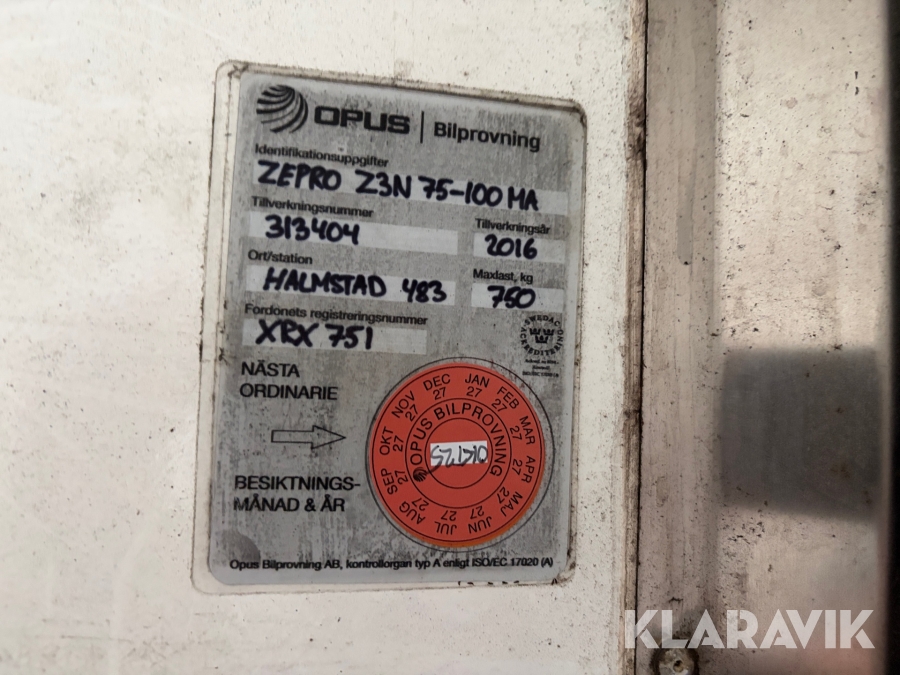 OPUS | Bilprovning
Identifikationsuppgifter
ZEPRO Z3N 75-100 MA
Tillverkningsnummer
Tillverkningsår
313404
2016
Ort/station
Maxlast, kg
HALMSTAD 483
750
Fordonets registreringsnummer
XRX 751
SWEDAC ACKREDITERING
NÄSTA
ORDINARIE
BESIKTNINGS-
MÅNAD & ÅR
JAN 27
FEB 27
MAR 27
APR 27
MAJ 27
JUN 27
JUL 27
AUG 27
SEP 27
OKT 27
NOV 27
DEC 27
OPUS BILPROVNING
Opus Bilprovning AB, kontrollorgan typ A enligt ISO/EC 17020 (A)
KLARAVIK